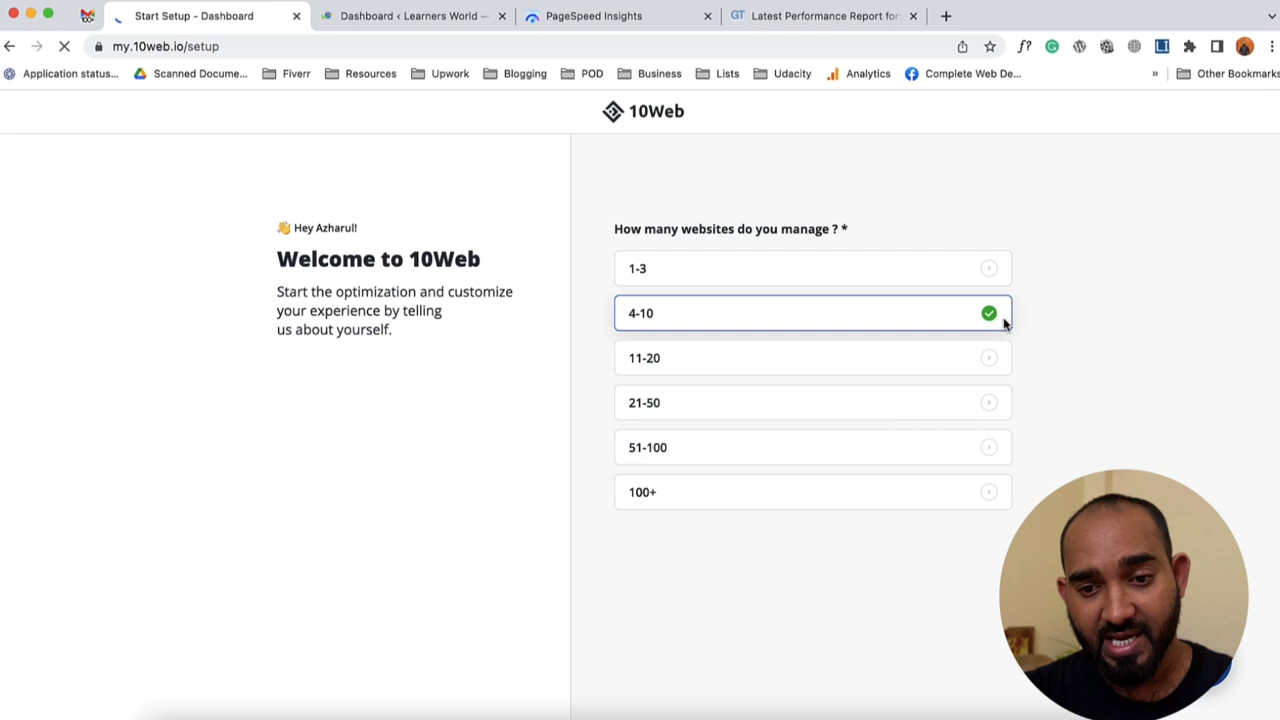 Start Setup - Dashboard
Dashboard ‹ Learners World —
PageSpeed Insights
GT Latest Performance Report for
my.10web.io/setup
f?
Application status...
Scanned Docume...
Fiverr
Resources
Upwork
Blogging
POD
Business
Lists
Udacity
Analytics
Complete Web De...
»
Other Bookmarks
10Web
👋 Hey Azharul!
Welcome to 10Web
Start the optimization and customize
your experience by telling
us about yourself.
How many websites do you manage ? *
1-3
4-10
11-20
21-50
51-100
100+